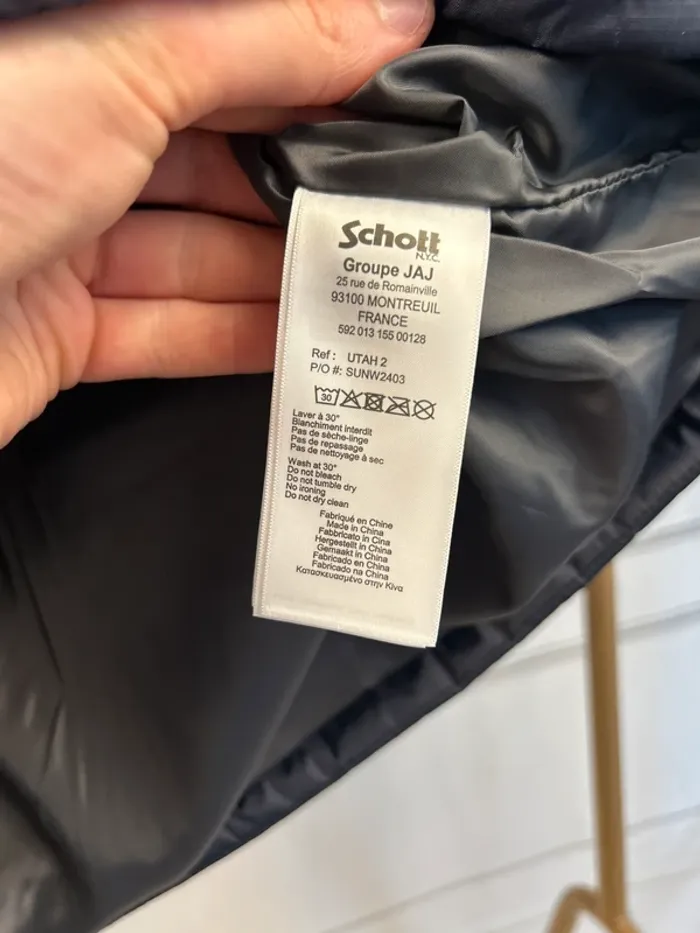 Schott
N.Y.C.
Groupe JAJ
25 rue de Romainville
93100 MONTREUIL
FRANCE
592 013 155 00128
Ref : UTAH 2
P/O #: SUNW2403
30
Laver à 30°
Blanchiment interdit
Pas de sèche-linge
Pas de repassage
Pas de nettoyage à sec
Wash at 30°
Do not bleach
Do not tumble dry
No ironing
Do not dry clean
Fabriqué en Chine
Made in China
Fabbricato in Cina
Hergestellt in China
Gemaakt in China
Fabricado en China
Fabricado na China
Κατασκευασμένο στην Κίνα